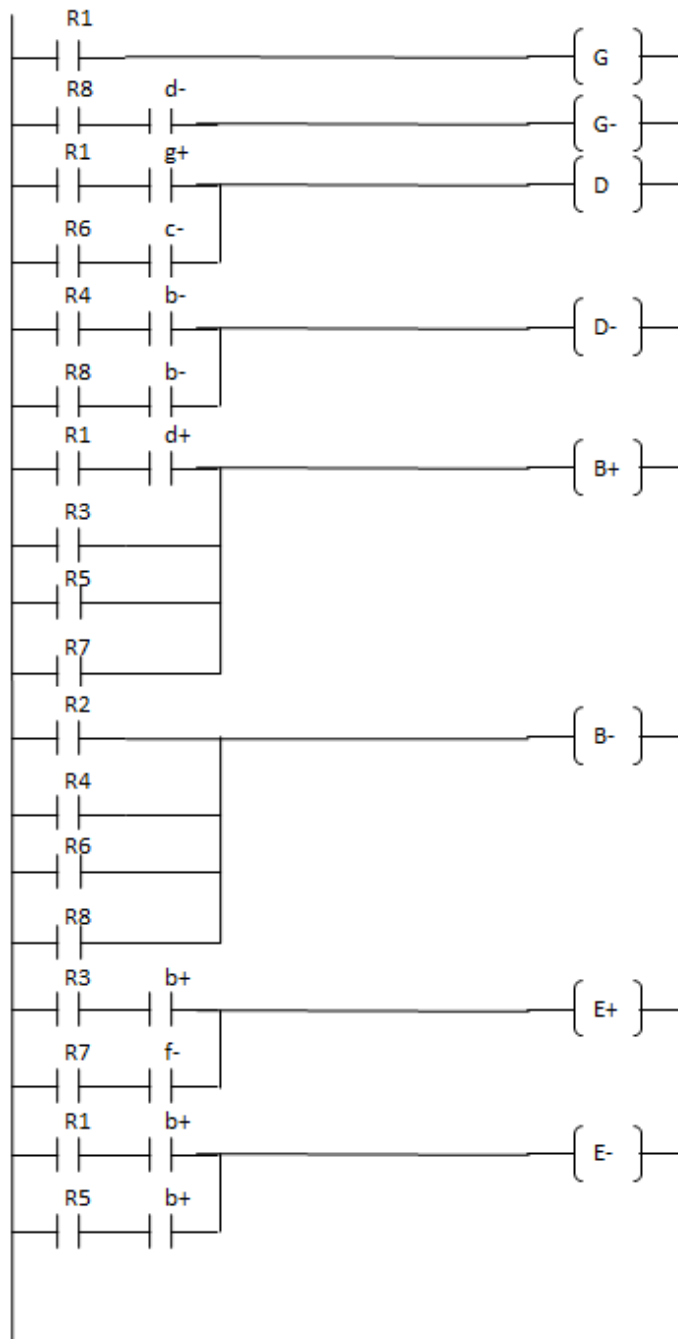 R1
G
R8 d-
G-
R1 g+
D
R6 c-
R4 b-
D-
R8 b-
R1 d+
B+
R3
R5
R7
R2
B-
R4
R6
R8
R3 b+
E+
R7 f-
R1 b+
E-
R5 b+